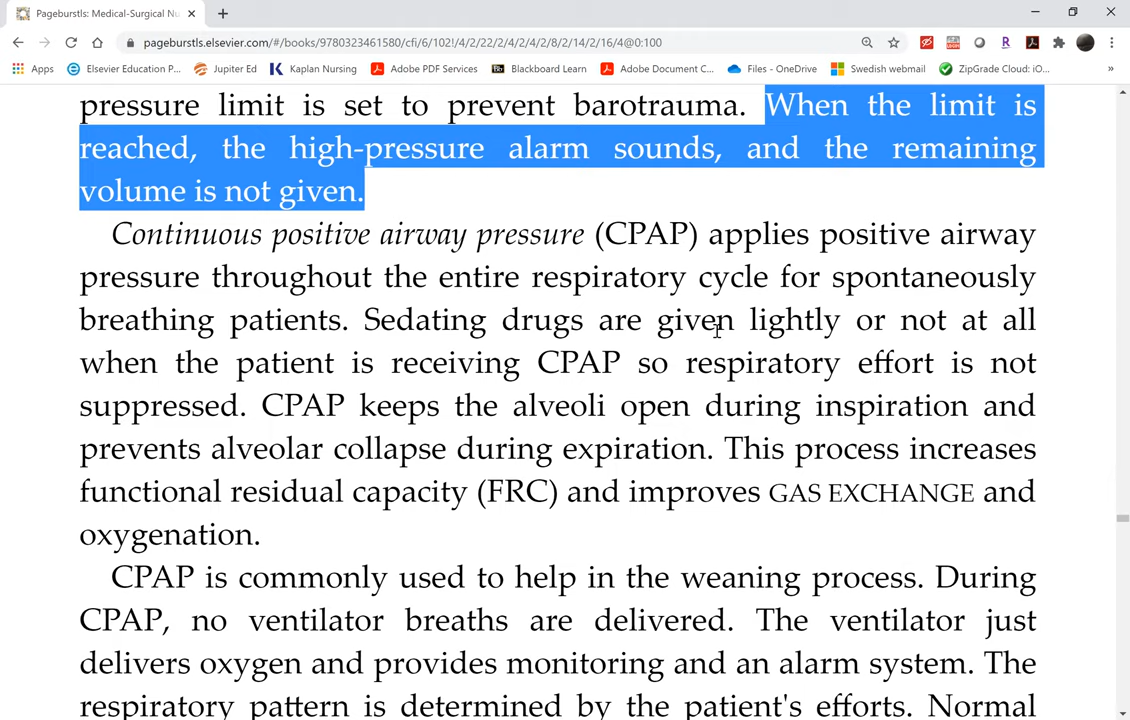 Pageburstls: Medical-Surgical Nu
pageburstls.elsevier.com/#/books/9780323461580/cfi/6/102!/4/2/22/2/4/2/4/2/8/2/14/2/16/4@0:100
Apps Elsevier Education P... Jupiter Ed Kaplan Nursing Adobe PDF Services Blackboard Learn Adobe Document C... Files - OneDrive Swedish webmail ZipGrade Cloud: iO... »
pressure limit is set to prevent barotrauma. When the limit is
reached, the high-pressure alarm sounds, and the remaining
volume is not given.
Continuous positive airway pressure (CPAP) applies positive airway
pressure throughout the entire respiratory cycle for spontaneously
breathing patients. Sedating drugs are given lightly or not at all
when the patient is receiving CPAP so respiratory effort is not
suppressed. CPAP keeps the alveoli open during inspiration and
prevents alveolar collapse during expiration. This process increases
functional residual capacity (FRC) and improves GAS EXCHANGE and
oxygenation.
CPAP is commonly used to help in the weaning process. During
CPAP, no ventilator breaths are delivered. The ventilator just
delivers oxygen and provides monitoring and an alarm system. The
respiratory pattern is determined by the patient's efforts. Normal